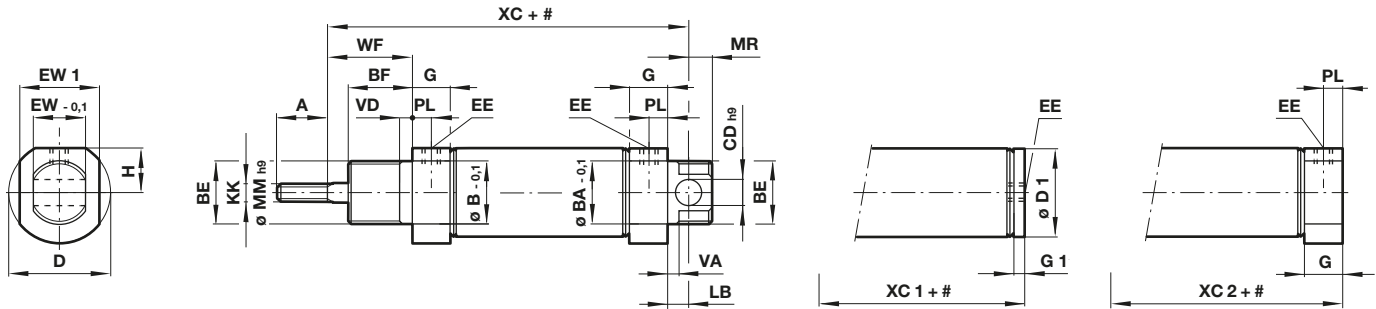 XC + #
WF
MR
EW 1
BF
G
G
PL
EW - 0,1
A
VD
PL
EE
EE
PL
CD h9
EE
EE
H
BE
KK
ø MM h9
ø B - 0,1
ø BA - 0,1
BE
ø D 1
D
VA
G 1
G
LB
XC 1 + #
XC 2 + #